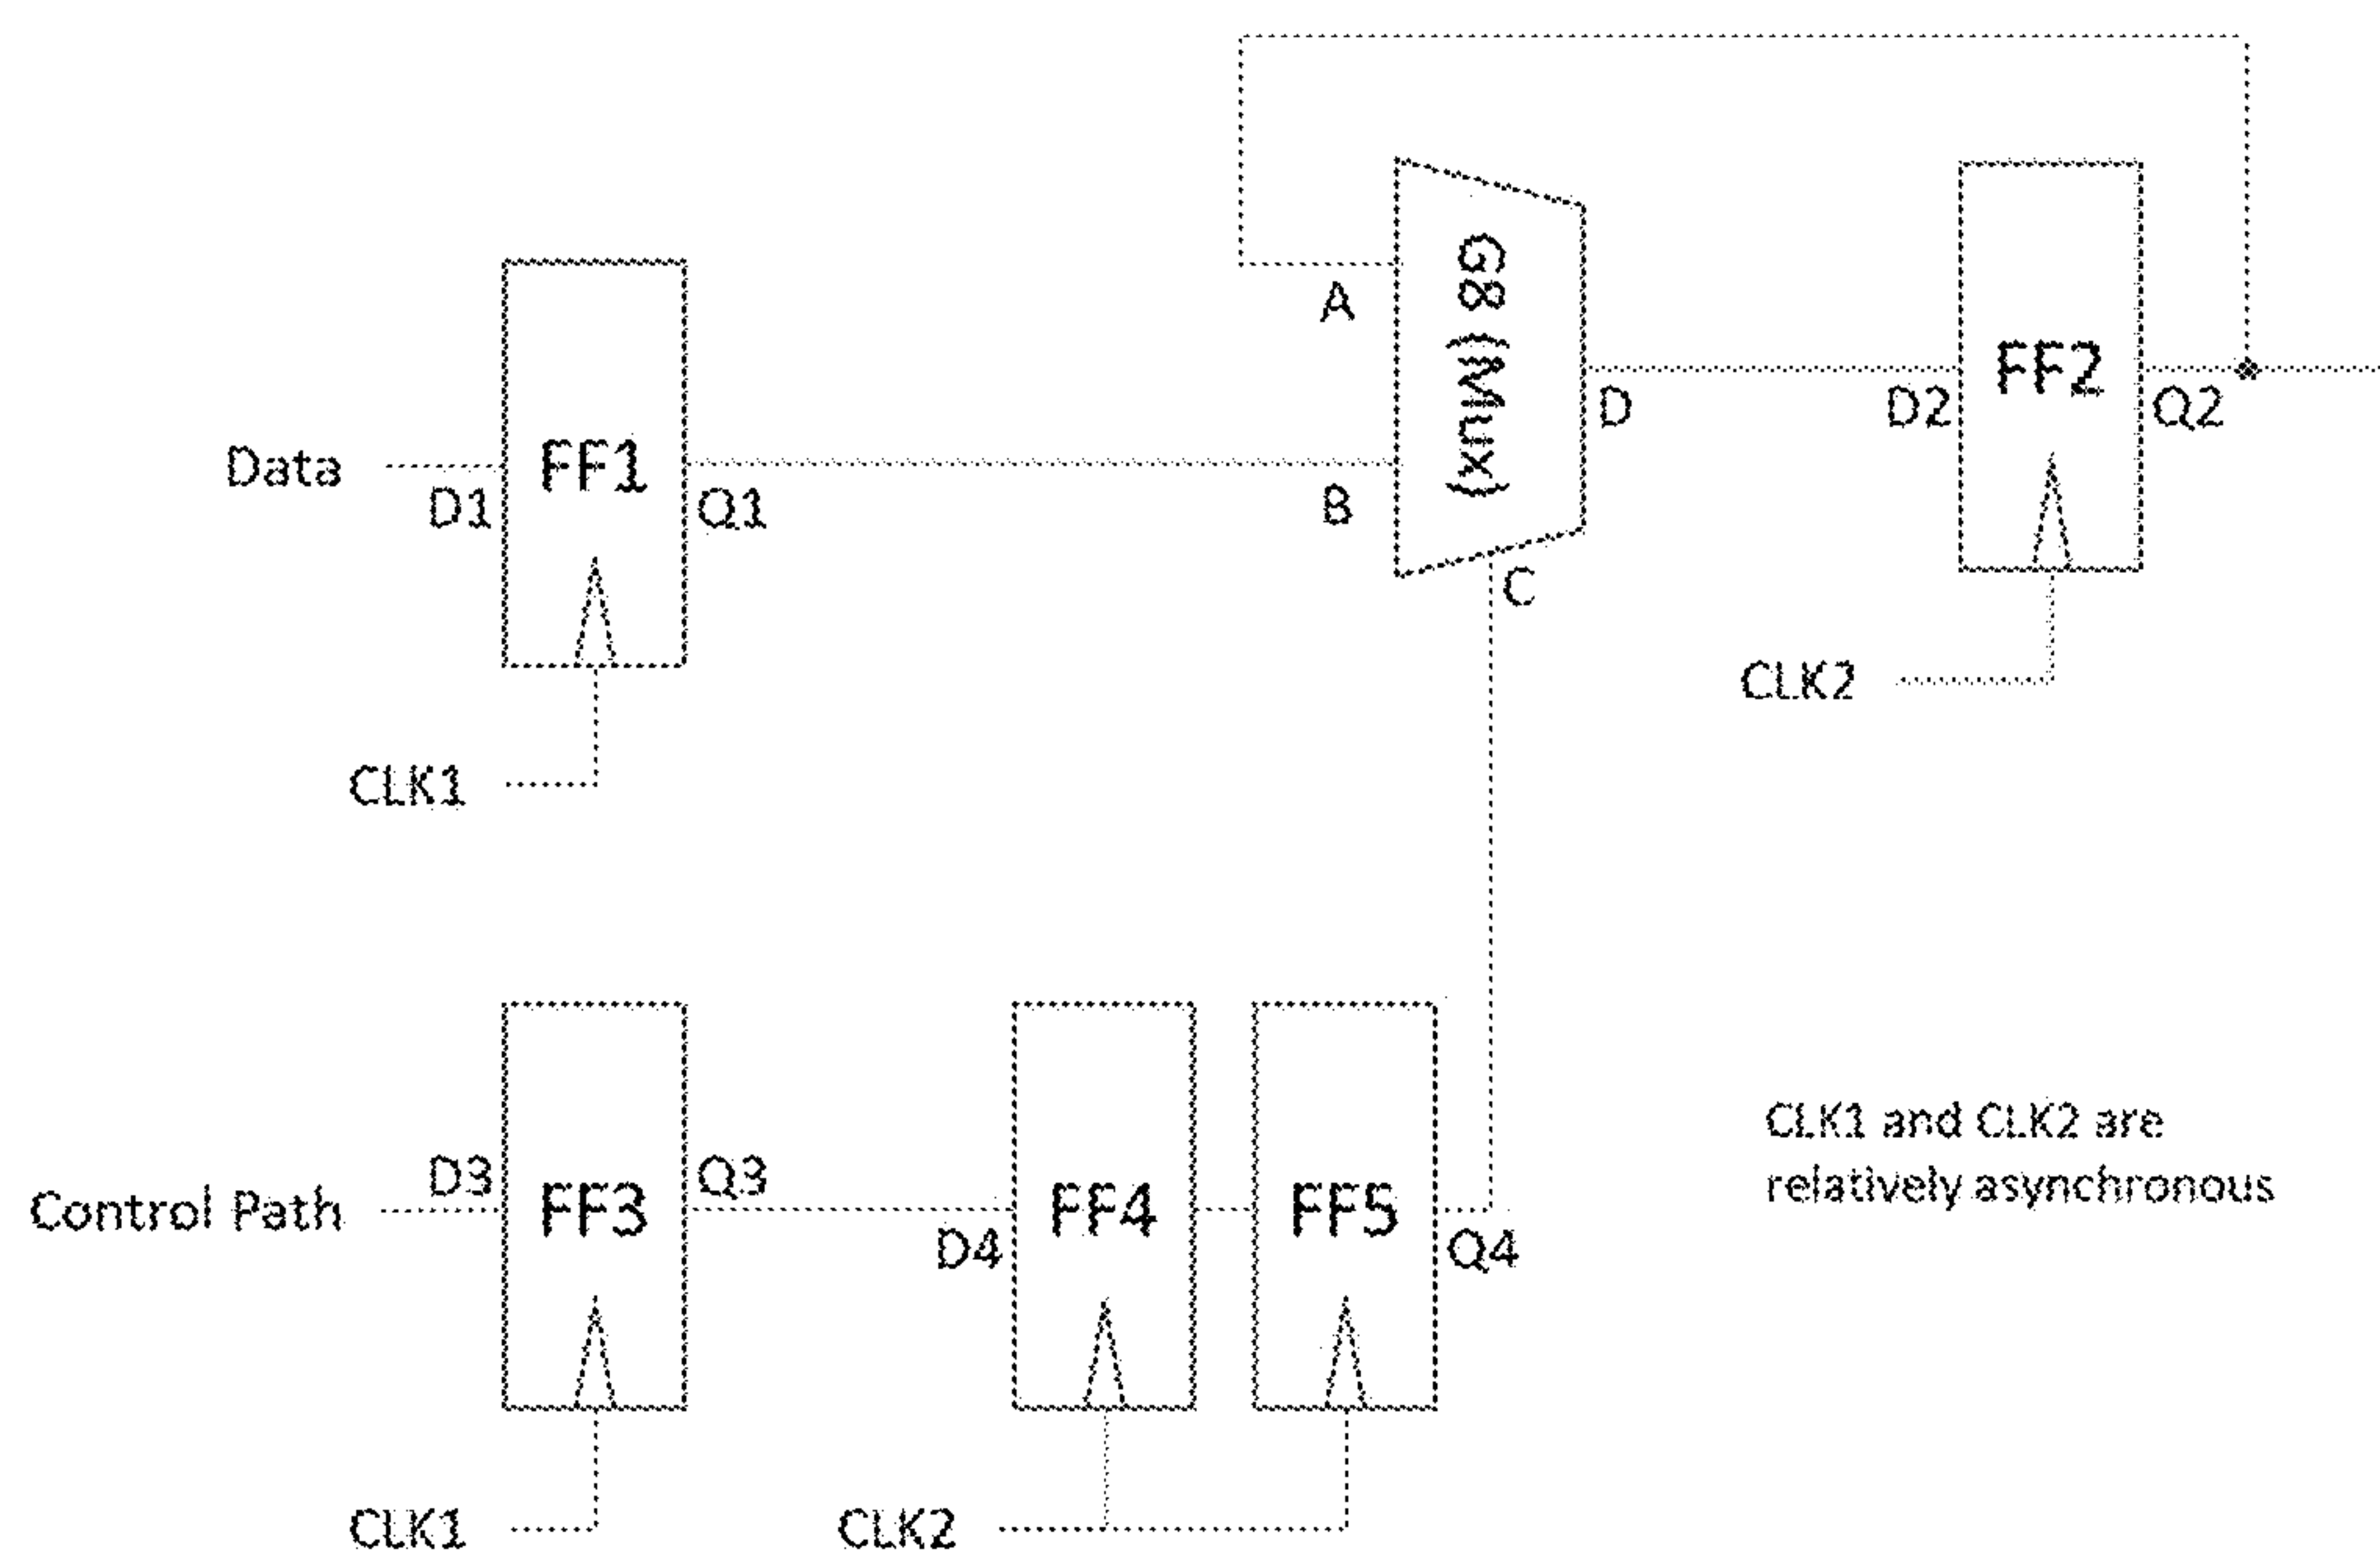 G8 (Mux)
A
B
C
D
D2
FF2
Q2
CLK2
Data
D1
FF1
Q1
CLK1
Control Path
D3
FF3
Q3
CLK1
D4
FF4
FF5
Q4
CLK2
CLK1 and CLK2 are
relatively asynchronous